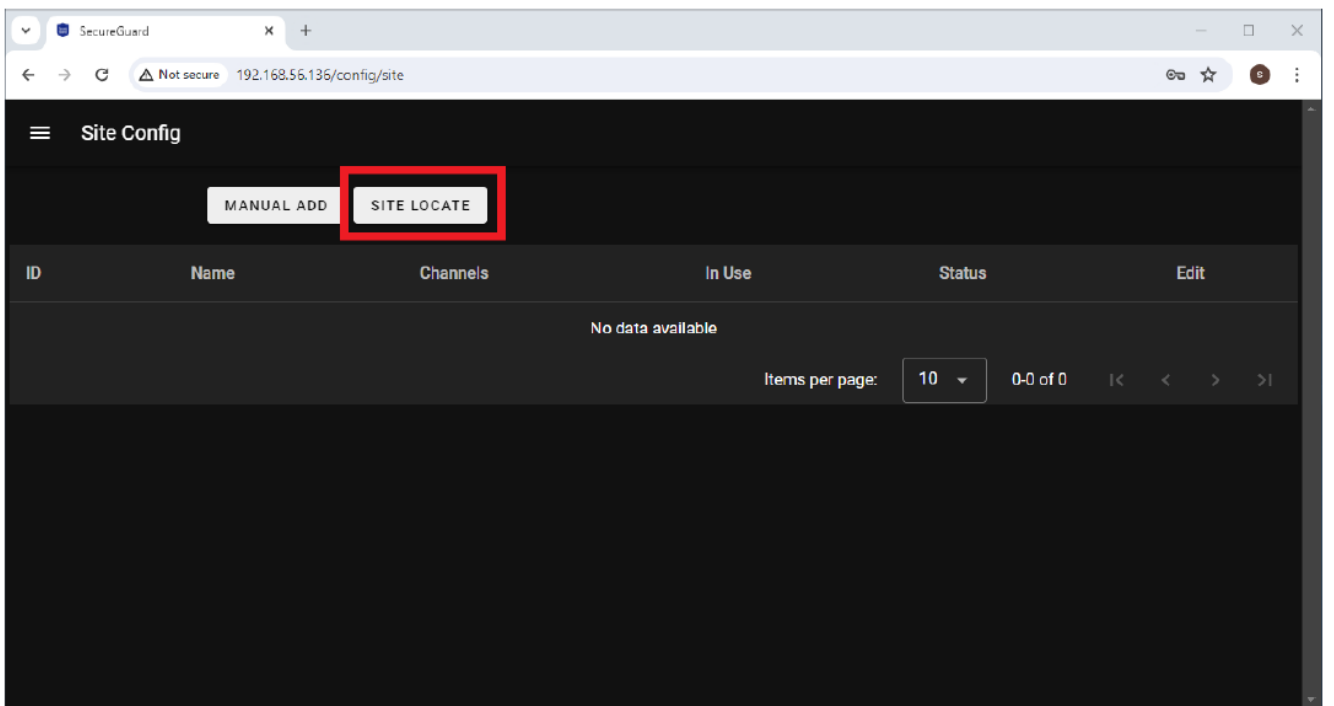 SecureGuard
Not secure 192.168.56.136/config/site
S
Site Config
MANUAL ADD SITE LOCATE
ID Name Channels In Use Status Edit
No data available
Items per page: 10 0-0 of 0